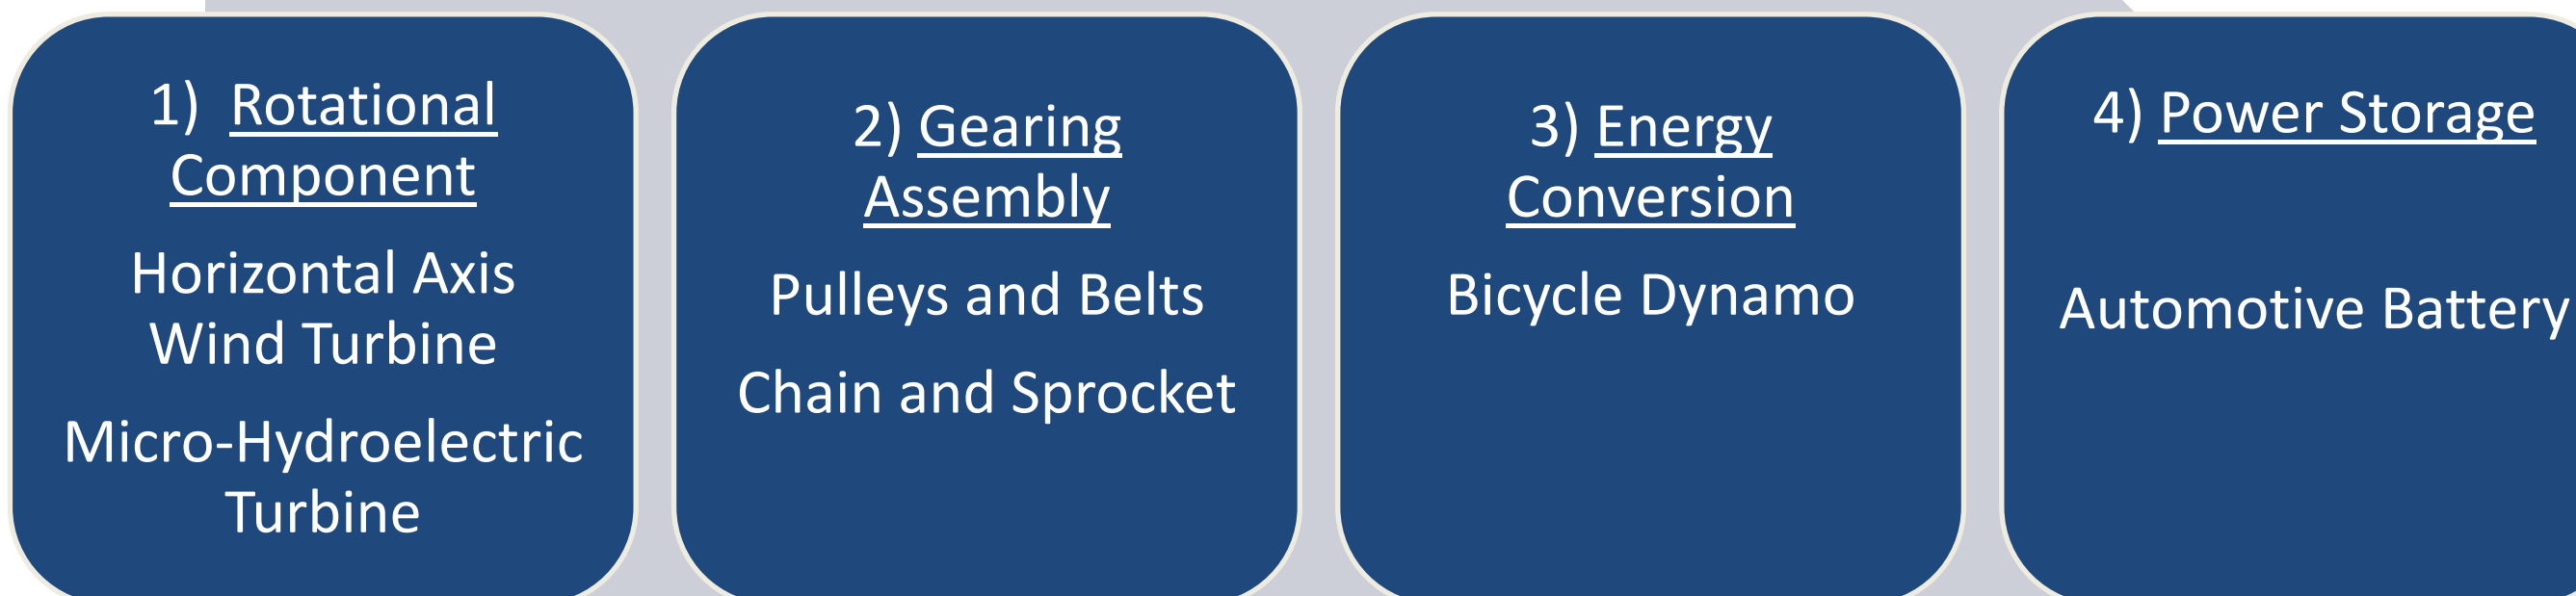 1) Rotational
Component
Horizontal Axis
Wind Turbine
Micro-Hydroelectric
Turbine
2) Gearing
Assembly
Pulleys and Belts
Chain and Sprocket
3) Energy
Conversion
Bicycle Dynamo
4) Power Storage
Automotive Battery